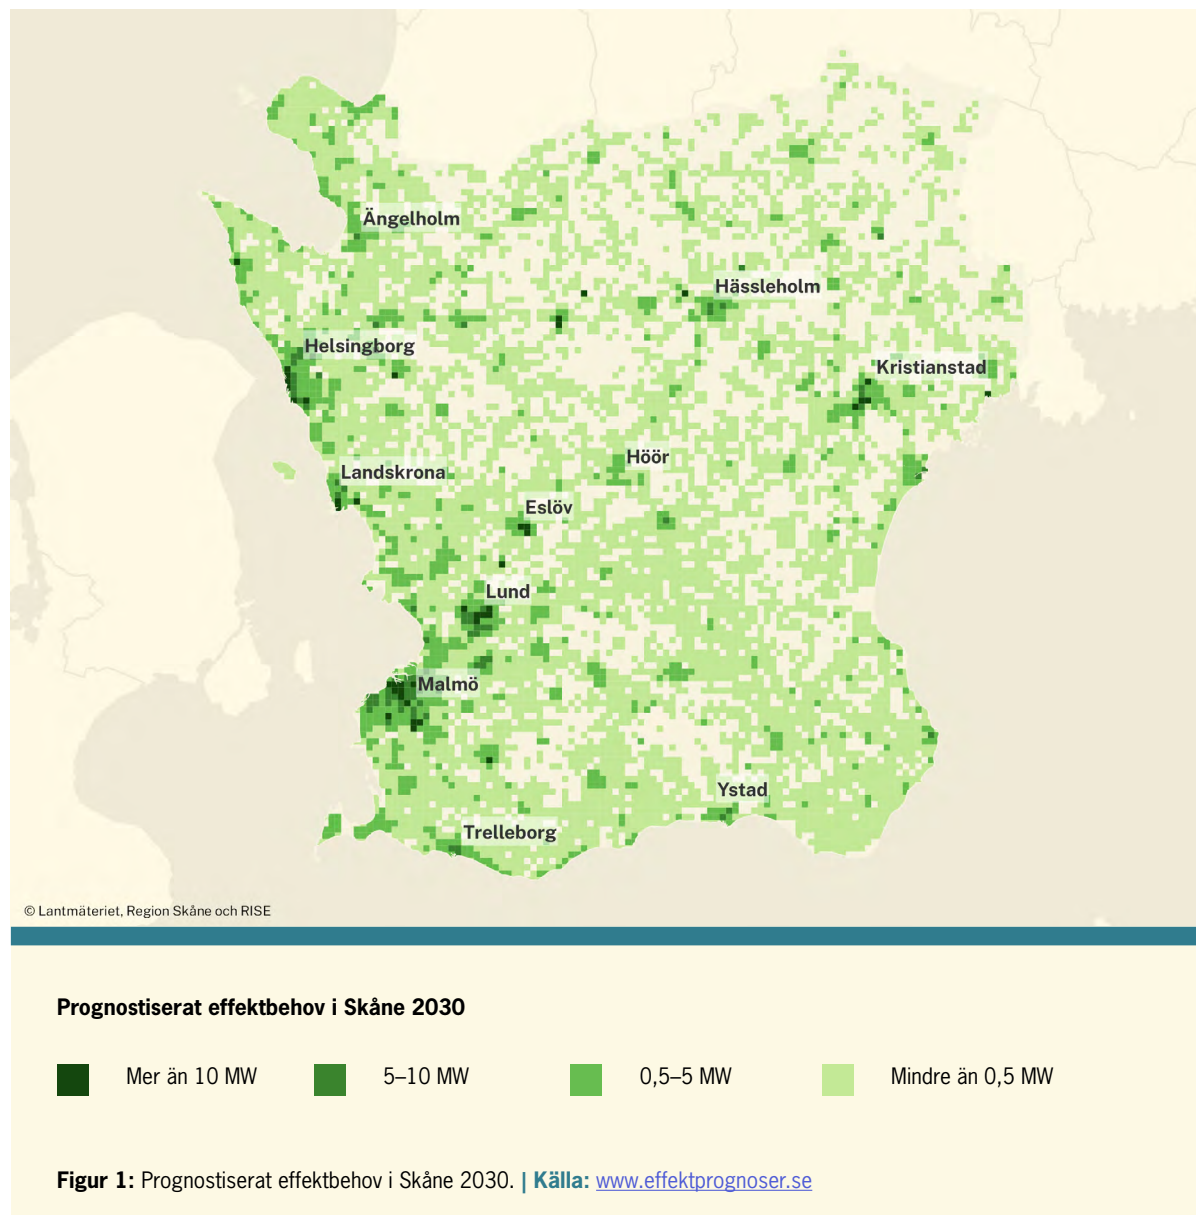 Ängelholm
Hässleholm
Helsingborg
Kristianstad
Höör
Landskrona
Eslöv
Lund
Malmö
Ystad
Trelleborg
© Lantmäteriet, Region Skåne och RISE
Prognostiserat effektbehov i Skåne 2030
Mer än 10 MW
5–10 MW
0,5–5 MW
Mindre än 0,5 MW
Figur 1: Prognostiserat effektbehov i Skåne 2030. | Källa: www.effektprognoser.se